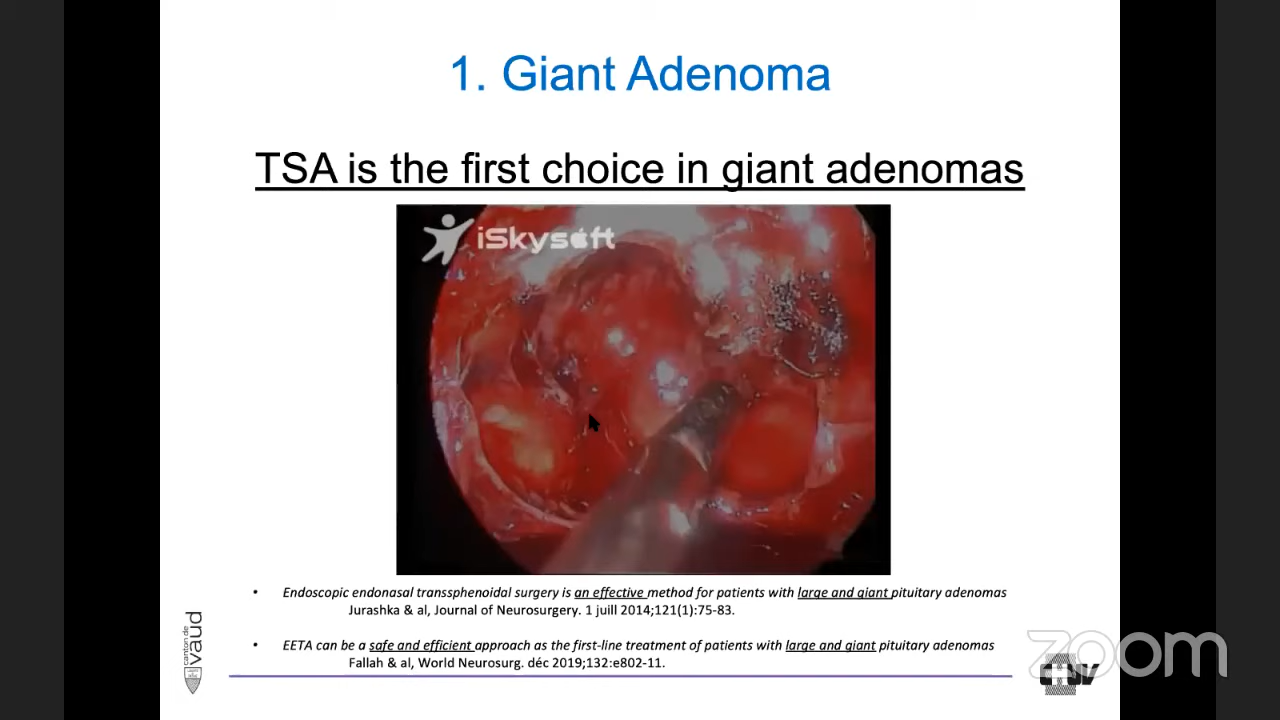 1. Giant Adenoma
TSA is the first choice in giant adenomas
iSkysoft
• Endoscopic endonasal transsphenoidal surgery is an effective method for patients with large and giant pituitary adenomas
Jurashka & al, Journal of Neurosurgery. 1 juill 2014;121(1):75-83.
• EETA can be a safe and efficient approach as the first-line treatment of patients with large and giant pituitary adenomas
Fallah & al, World Neurosurg. déc 2019;132:e802-11.
canton de
vaud
zoom